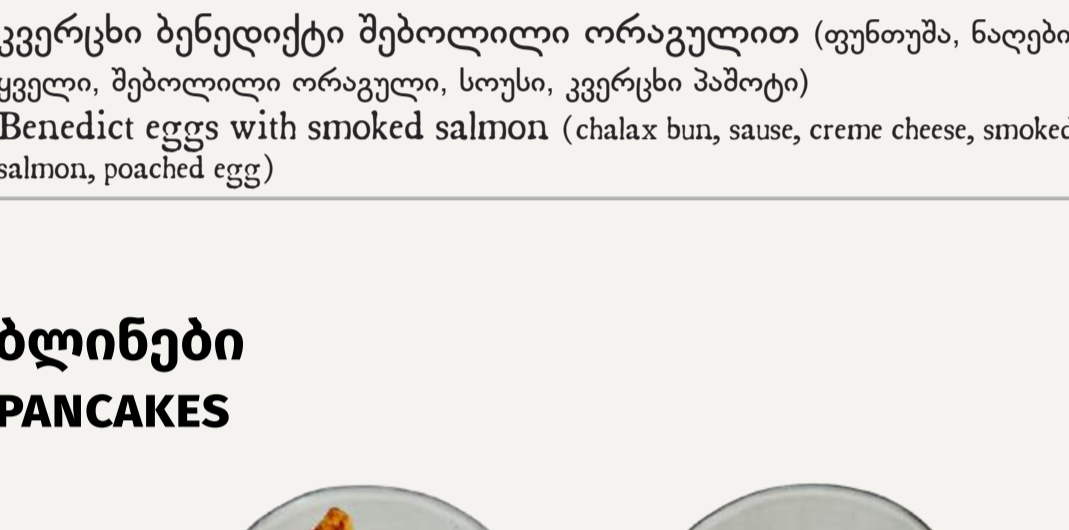 კვერცხი ბენედიქტი შებოლილი ორაგულით (ფუნთუშა, ნაღები
ყველი, შებოლილი ორაგული, სოუსი, კვერცხი პაშოტი)
Benedict eggs with smoked salmon (chalax bun, sause, creme cheese, smoked
salmon, poached egg)
ბლინები
PANCAKES